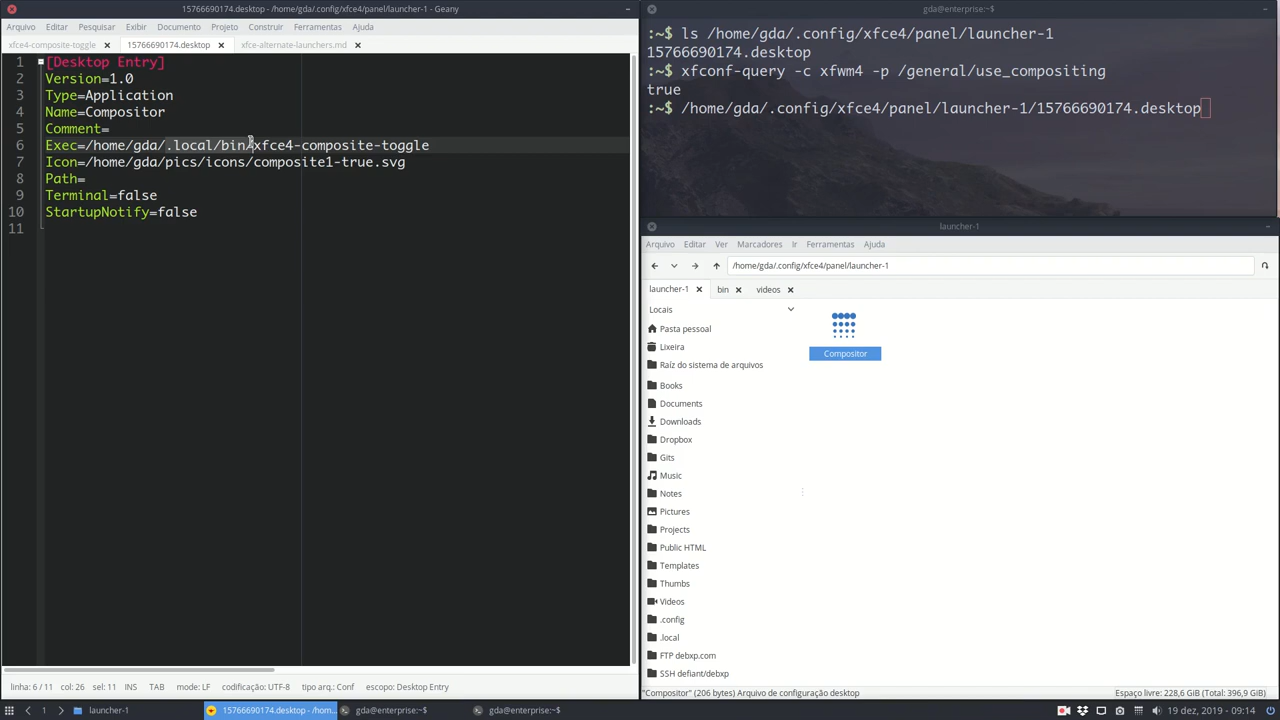 15766690174.desktop - /home/gda/.config/xfce4/panel/launcher-1 - Geany
Arquivo Editar Pesquisar Exibir Documento Projeto Construir Ferramentas Ajuda
xfce4-composite-toggle 15766690174.desktop xfce-alternate-launchers.md
1 [Desktop Entry]
2 Version=1.0
3 Type=Application
4 Name=Compositor
5 Comment=
6 Exec=/home/gda/.local/bin/xfce4-composite-toggle
7 Icon=/home/gda/pics/icons/composite1-true.svg
8 Path=
9 Terminal=false
10 StartupNotify=false
11
linha: 6 / 11 col: 26 sel: 11 INS TAB mode: LF codificação: UTF-8 tipo arq.: Conf escopo: Desktop Entry
gda@enterprise:~$
:~$ ls /home/gda/.config/xfce4/panel/launcher-1
15766690174.desktop
:~$ xfconf-query -c xfwm4 -p /general/use_compositing
true
:~$ /home/gda/.config/xfce4/panel/launcher-1/15766690174.desktop
launcher-1
Arquivo Editar Ver Marcadores Ir Ferramentas Ajuda
/home/gda/.config/xfce4/panel/launcher-1
launcher-1 bin videos
Locais
Pasta pessoal
Lixeira
Raíz do sistema de arquivos
Books
Documents
Downloads
Dropbox
Gits
Music
Notes
Pictures
Projects
Public HTML
Templates
Thumbs
Videos
.config
.local
FTP debxp.com
SSH defiant/debxp
Compositor
"Compositor" (206 bytes) Arquivo de configuração desktop Espaço livre: 228,6 GiB (Total: 396,9 GiB)
1 launcher-1 15766690174.desktop - /hom... gda@enterprise:~$ gda@enterprise:~$ 19 dez, 2019 - 09:14